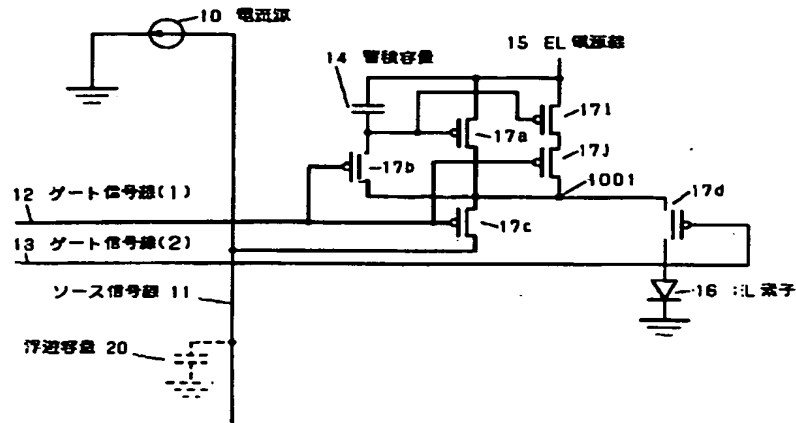 10 電流源
15 EL 電源線
14 蓄積容量
17i
17a
17j
17b
1001
17d
12 ゲート信号線(1)
17c
13 ゲート信号線(2)
ソース信号線 11
16 EL 素子
浮遊容量 20